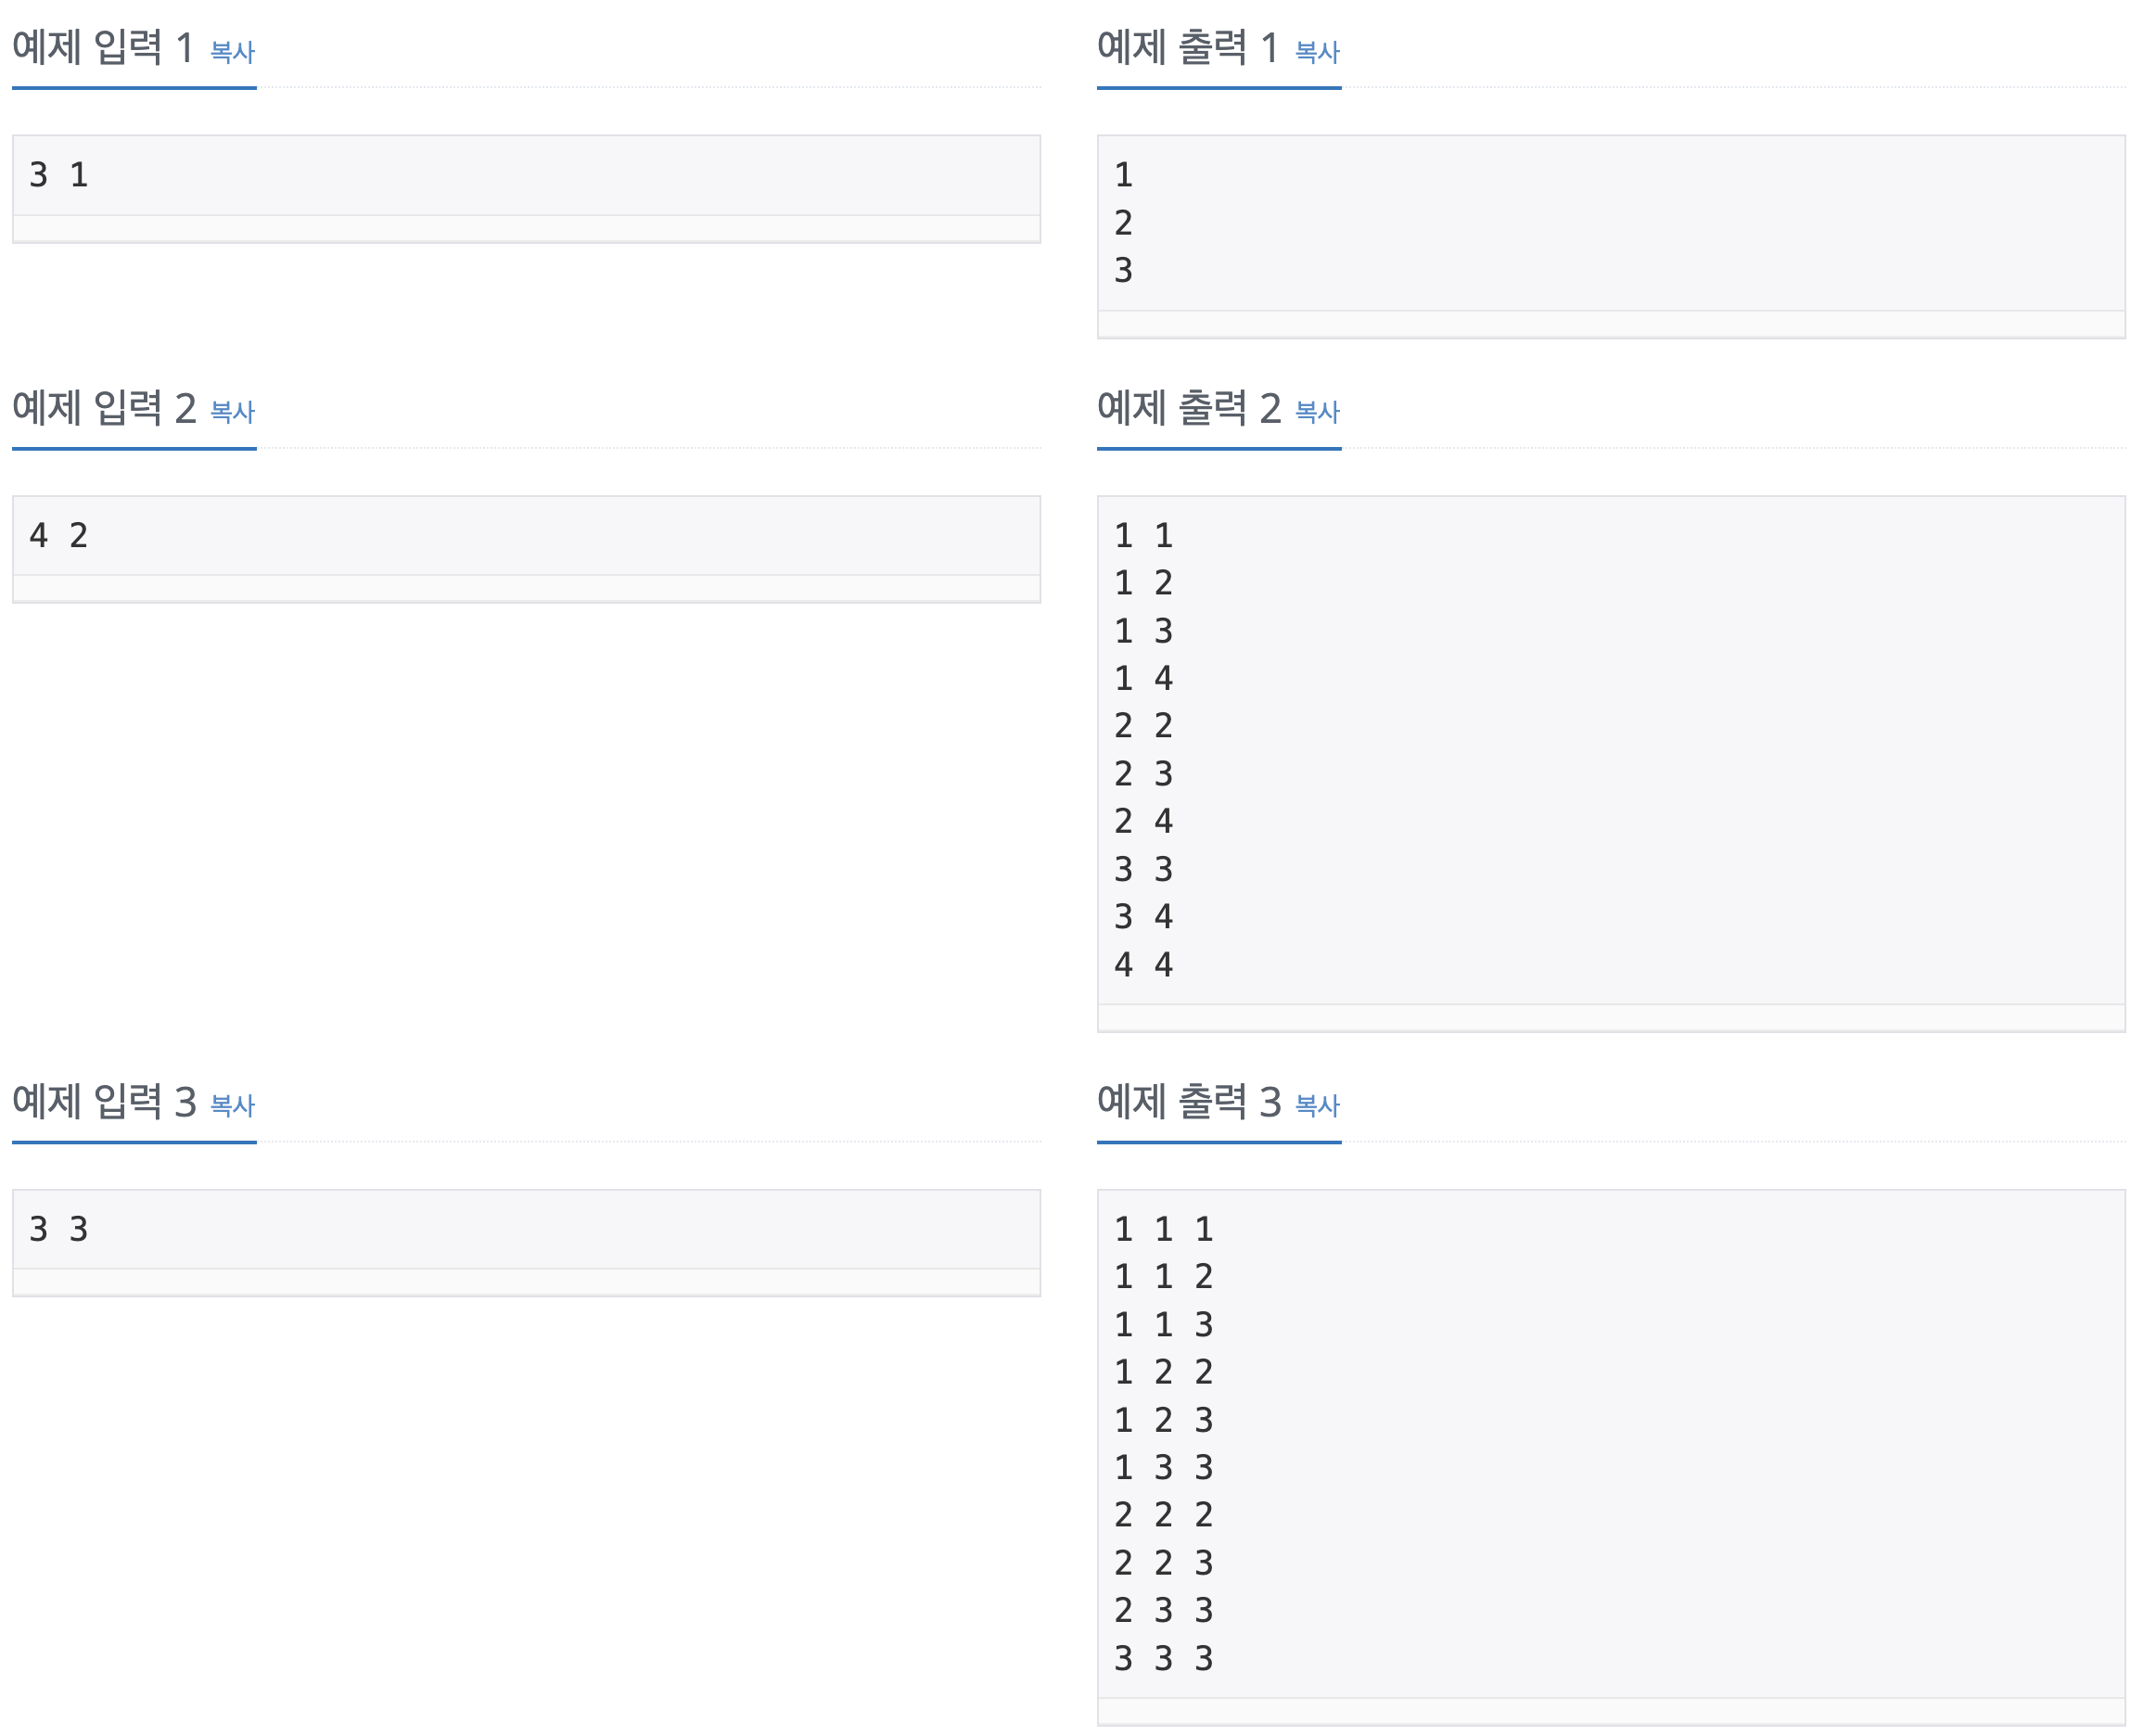 예제 입력 1 복사
3 1
예제 출력 1 복사
1
2
3
예제 입력 2 복사
4 2
예제 출력 2 복사
1 1
1 2
1 3
1 4
2 2
2 3
2 4
3 3
3 4
4 4
예제 입력 3 복사
3 3
예제 출력 3 복사
1 1 1
1 1 2
1 1 3
1 2 2
1 2 3
1 3 3
2 2 2
2 2 3
2 3 3
3 3 3